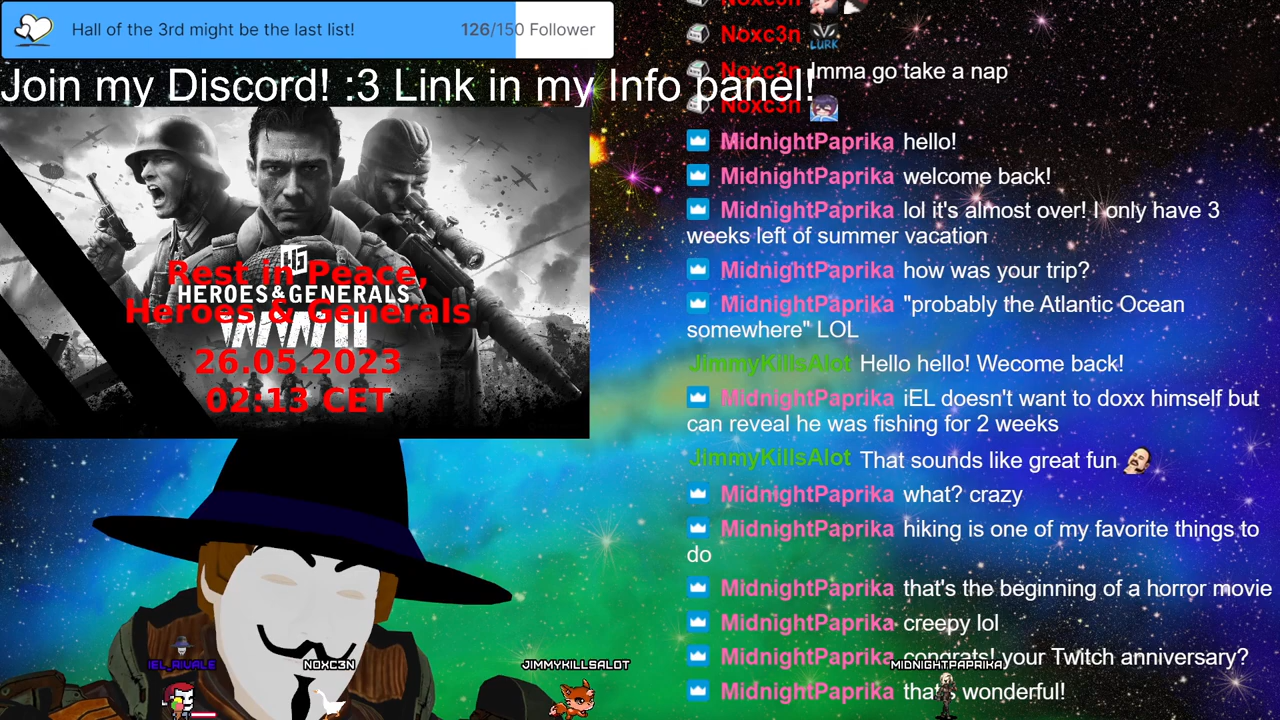 Hall of the 3rd might be the last list!
126/150 Follower
Join my Discord! :3 Link in my Info panel!
HEROES & GENERALS
WWII
Rest in Peace,
Heroes & Generals
26.05.2023
02:13 CET
Noxc3n
Noxc3n LURK
Noxc3n Imma go take a nap
Noxc3n
MidnightPaprika hello!
MidnightPaprika welcome back!
MidnightPaprika lol it's almost over! I only have 3
weeks left of summer vacation
MidnightPaprika how was your trip?
MidnightPaprika "probably the Atlantic Ocean
somewhere" LOL
JimmyKillsAlot Hello hello! Wecome back!
MidnightPaprika iEL doesn't want to doxx himself but
can reveal he was fishing for 2 weeks
JimmyKillsAlot That sounds like great fun
MidnightPaprika what? crazy
MidnightPaprika hiking is one of my favorite things to
do
MidnightPaprika that's the beginning of a horror movie
MidnightPaprika creepy lol
MidnightPaprika congrats! your Twitch anniversary?
MidnightPaprika that's wonderful!
IEL_RIVALE
NOXC3N
JIMMYKILLSALOT
MIDNIGHTPAPRIKA